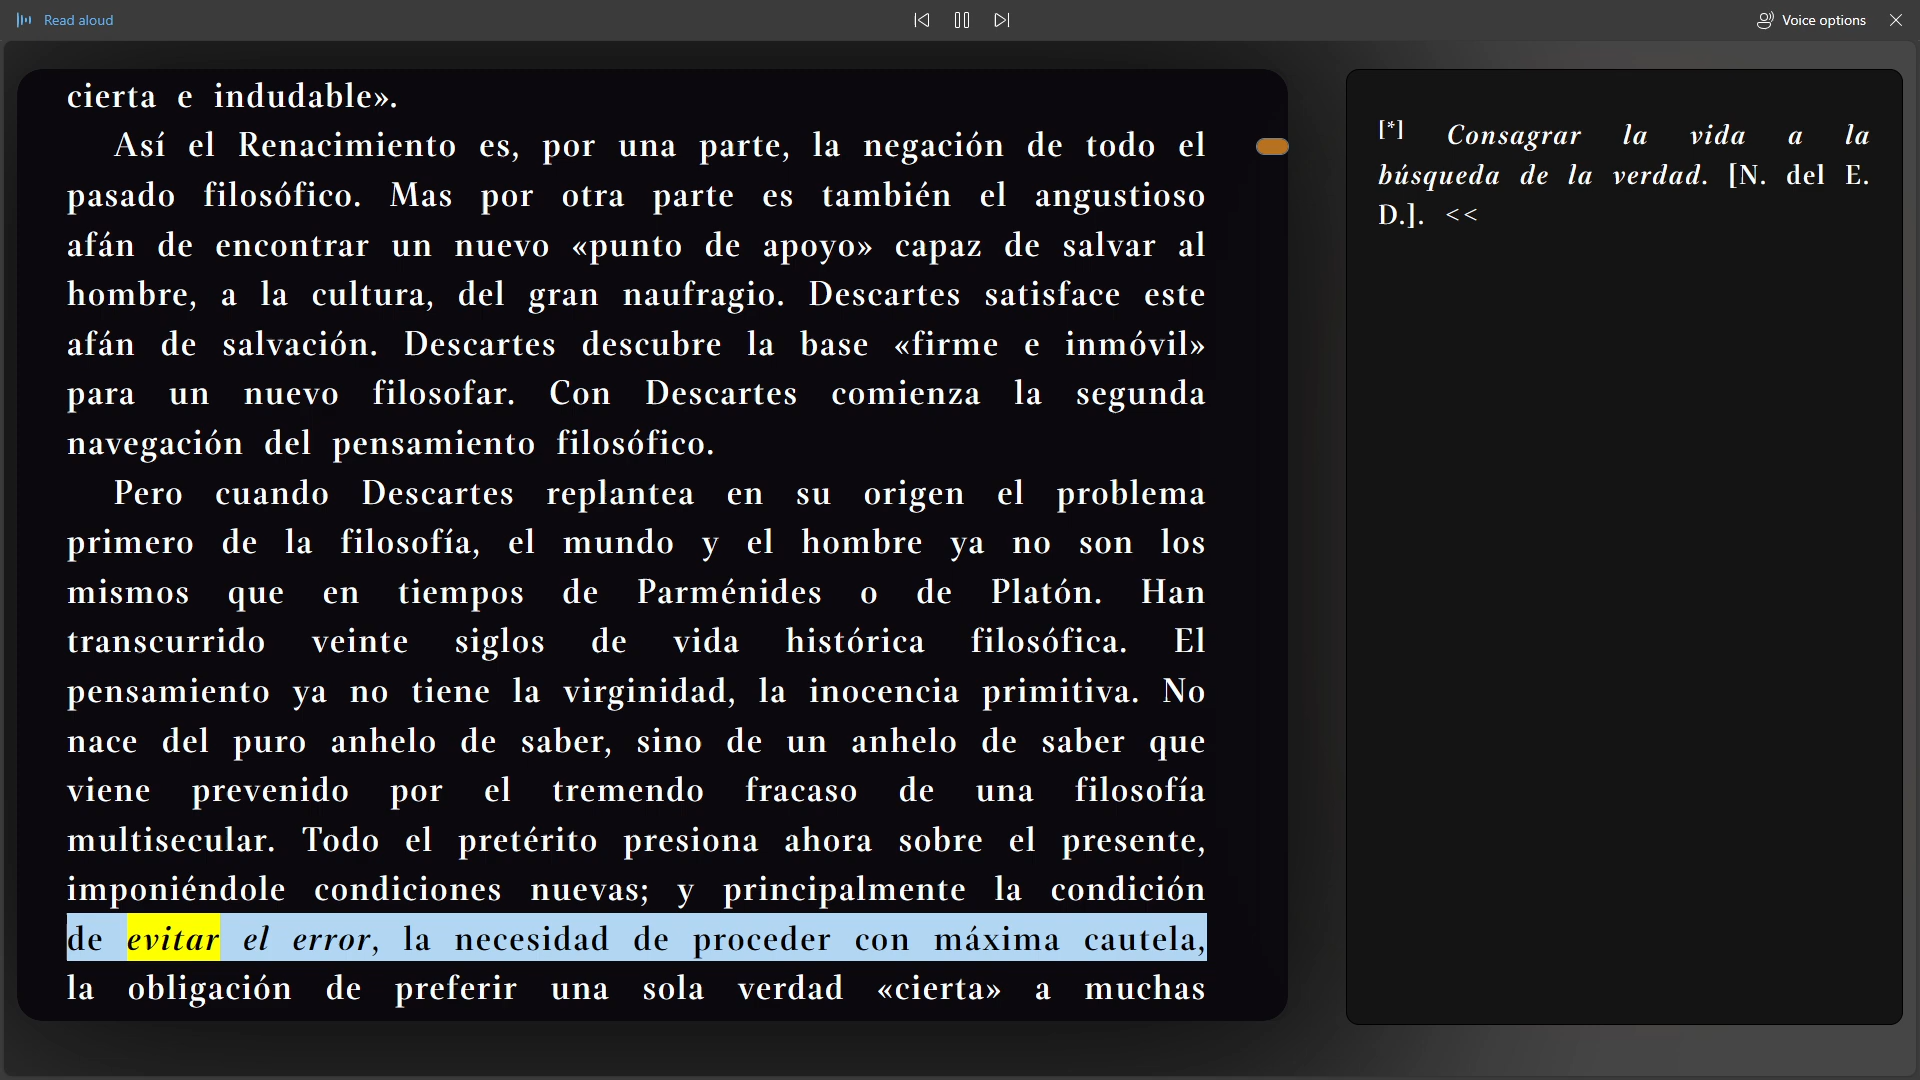 Read aloud
Voice options
cierta e indudable».
Así el Renacimiento es, por una parte, la negación de todo el
pasado filosófico. Mas por otra parte es también el angustioso
afán de encontrar un nuevo «punto de apoyo» capaz de salvar al
hombre, a la cultura, del gran naufragio. Descartes satisface este
afán de salvación. Descartes descubre la base «firme e inmóvil»
para un nuevo filosofar. Con Descartes comienza la segunda
navegación del pensamiento filosófico.
Pero cuando Descartes replantea en su origen el problema
primero de la filosofía, el mundo y el hombre ya no son los
mismos que en tiempos de Parménides o de Platón. Han
transcurrido veinte siglos de vida histórica filosófica. El
pensamiento ya no tiene la virginidad, la inocencia primitiva. No
nace del puro anhelo de saber, sino de un anhelo de saber que
viene prevenido por el tremendo fracaso de una filosofía
multisecular. Todo el pretérito presiona ahora sobre el presente,
imponiéndole condiciones nuevas; y principalmente la condición
de evitar el error, la necesidad de proceder con máxima cautela,
la obligación de preferir una sola verdad «cierta» a muchas
[*] Consagrar la vida a la
búsqueda de la verdad. [N. del E.
D.]. <<